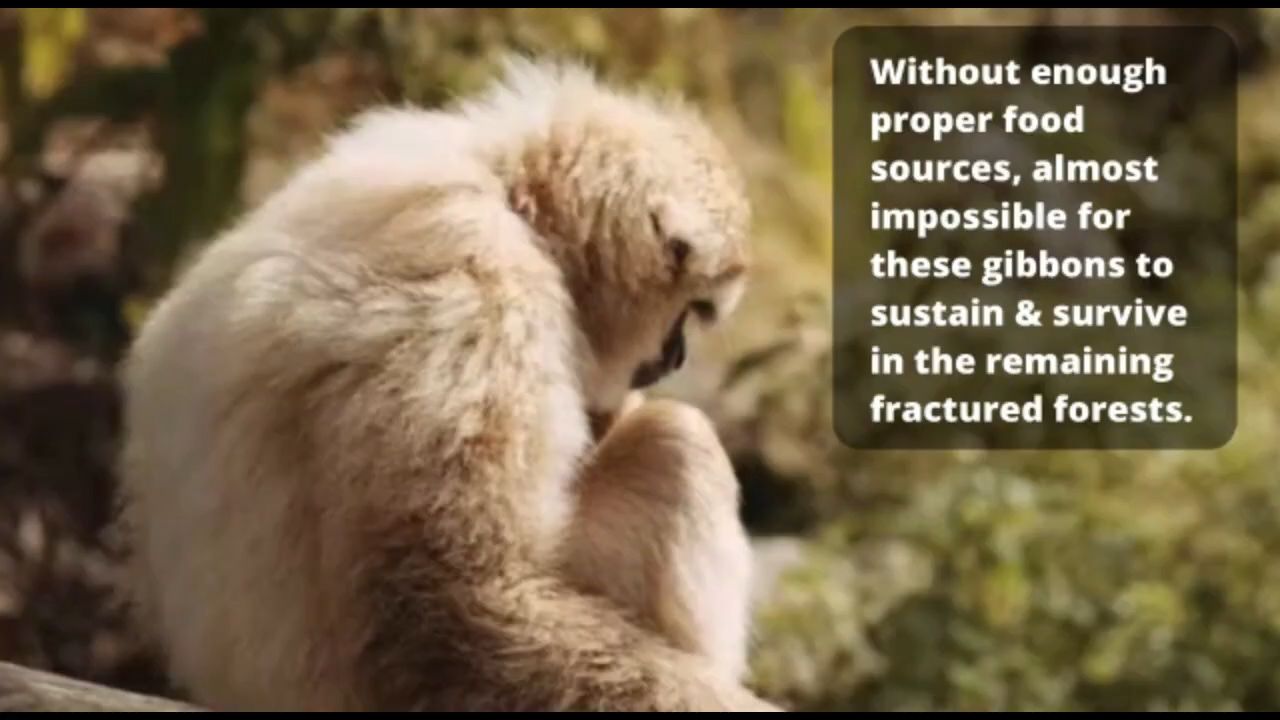 Without enough
proper food
sources, almost
impossible for
these gibbons to
sustain & survive
in the remaining
fractured forests.